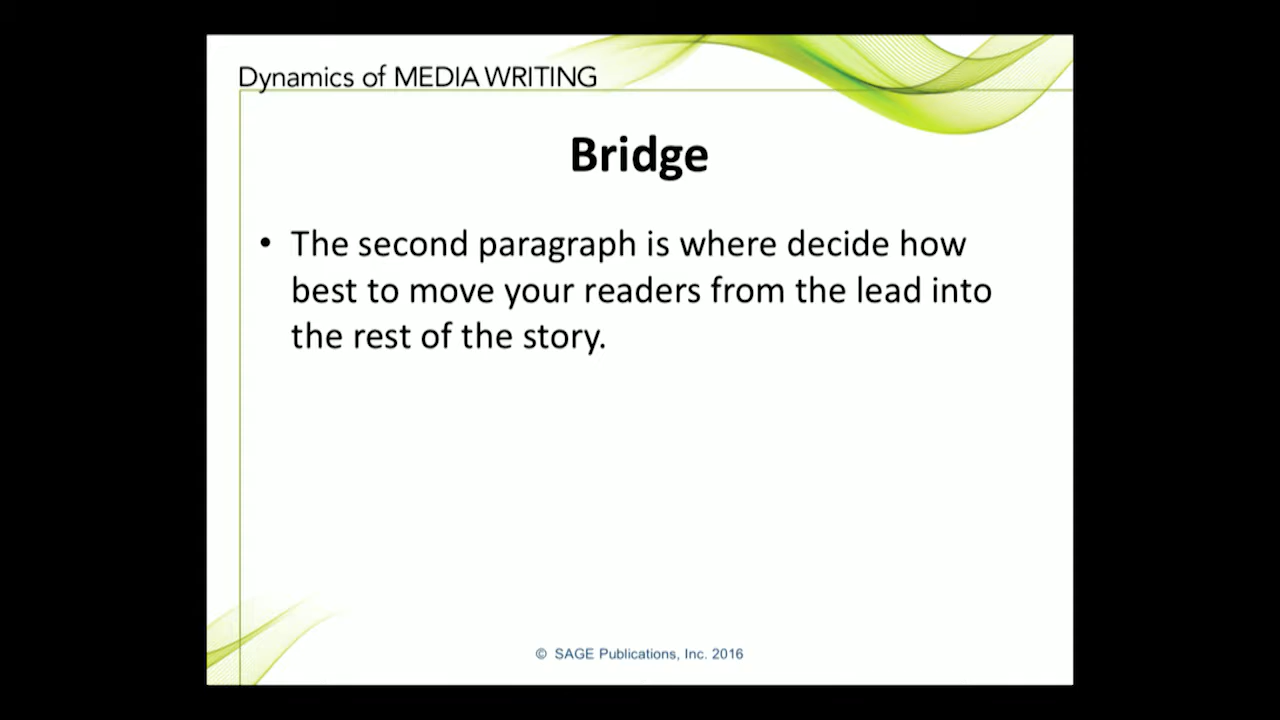 Dynamics of MEDIA WRITING
Bridge
• The second paragraph is where decide how
best to move your readers from the lead into
the rest of the story.
© SAGE Publications, Inc. 2016